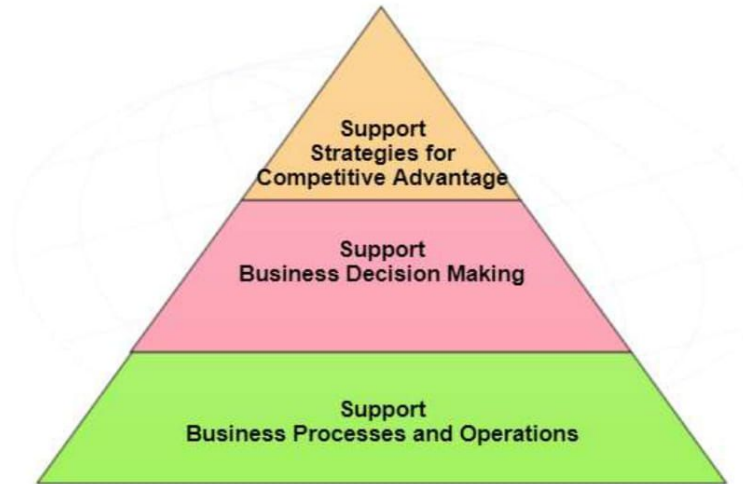 Support
Strategies for
Competitive Advantage
Support
Business Decision Making
Support
Business Processes and Operations